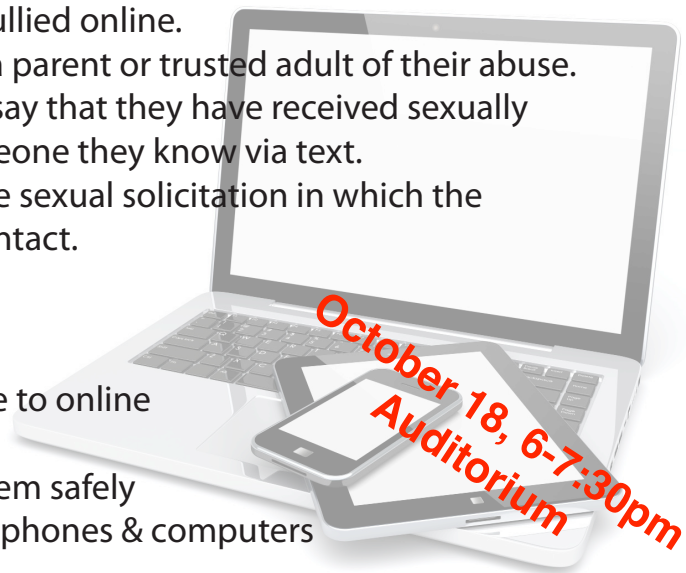 ullied online.
a parent or trusted adult of their abuse.
say that they have received sexually
eone they know via text.
e sexual solicitation in which the
ntact.
e to online
em safely
phones & computers
October 18, 6-7:30pm
Auditorium